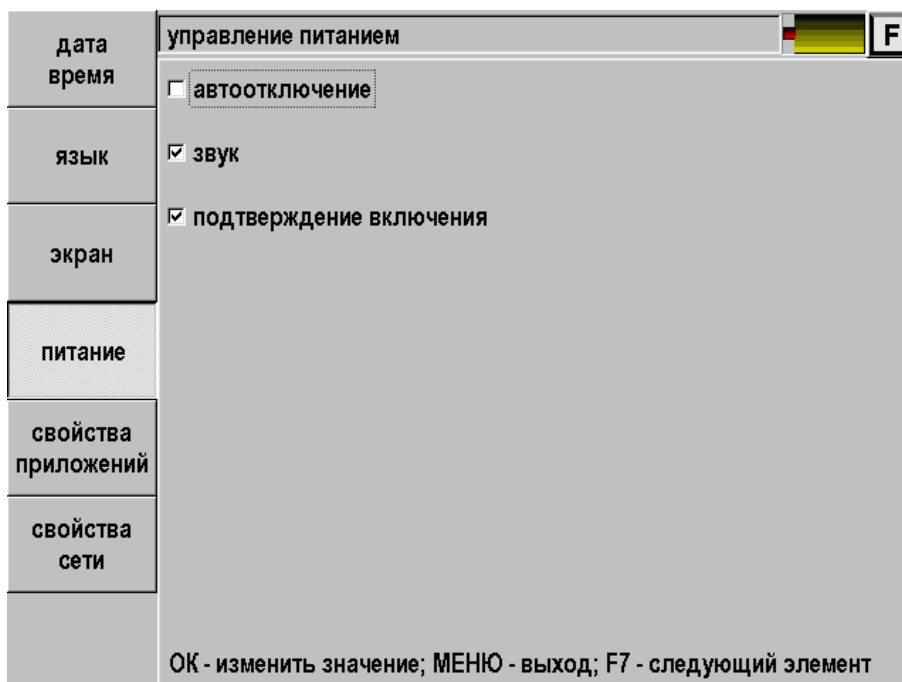 дата
время
язык
экран
питание
свойства
приложений
свойства
сети
управление питанием
F
автоотключение
звук
подтверждение включения
ОК - изменить значение; МЕНЮ - выход; F7 - следующий элемент